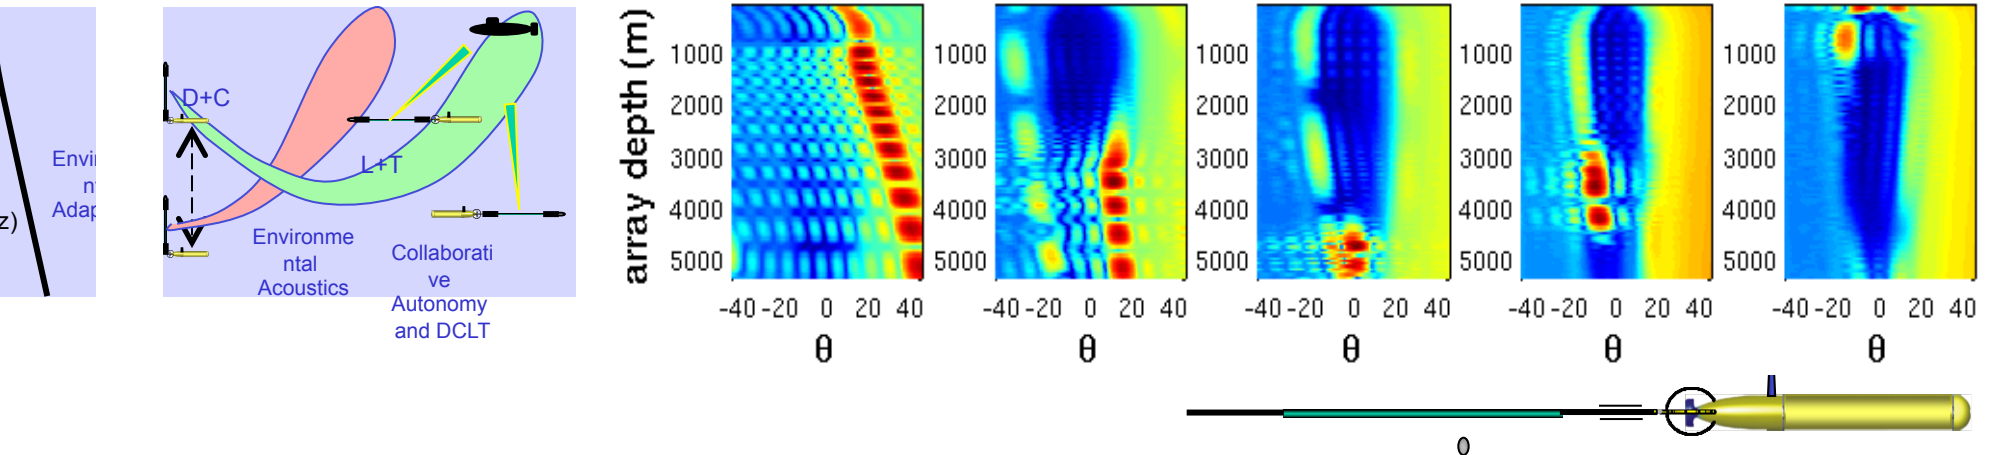 Envi
n
Adap
z)
D+C
L+T
Environme
ntal
Acoustics
Collaborati
ve
Autonomy
and DCLT
array depth (m)
1000
2000
3000
4000
5000
-40 -20 0 20 40
θ
1000
2000
3000
4000
5000
-40 -20 0 20 40
θ
1000
2000
3000
4000
5000
-40 -20 0 20 40
θ
1000
2000
3000
4000
5000
-40 -20 0 20 40
θ
1000
2000
3000
4000
5000
-40 -20 0 20 40
θ